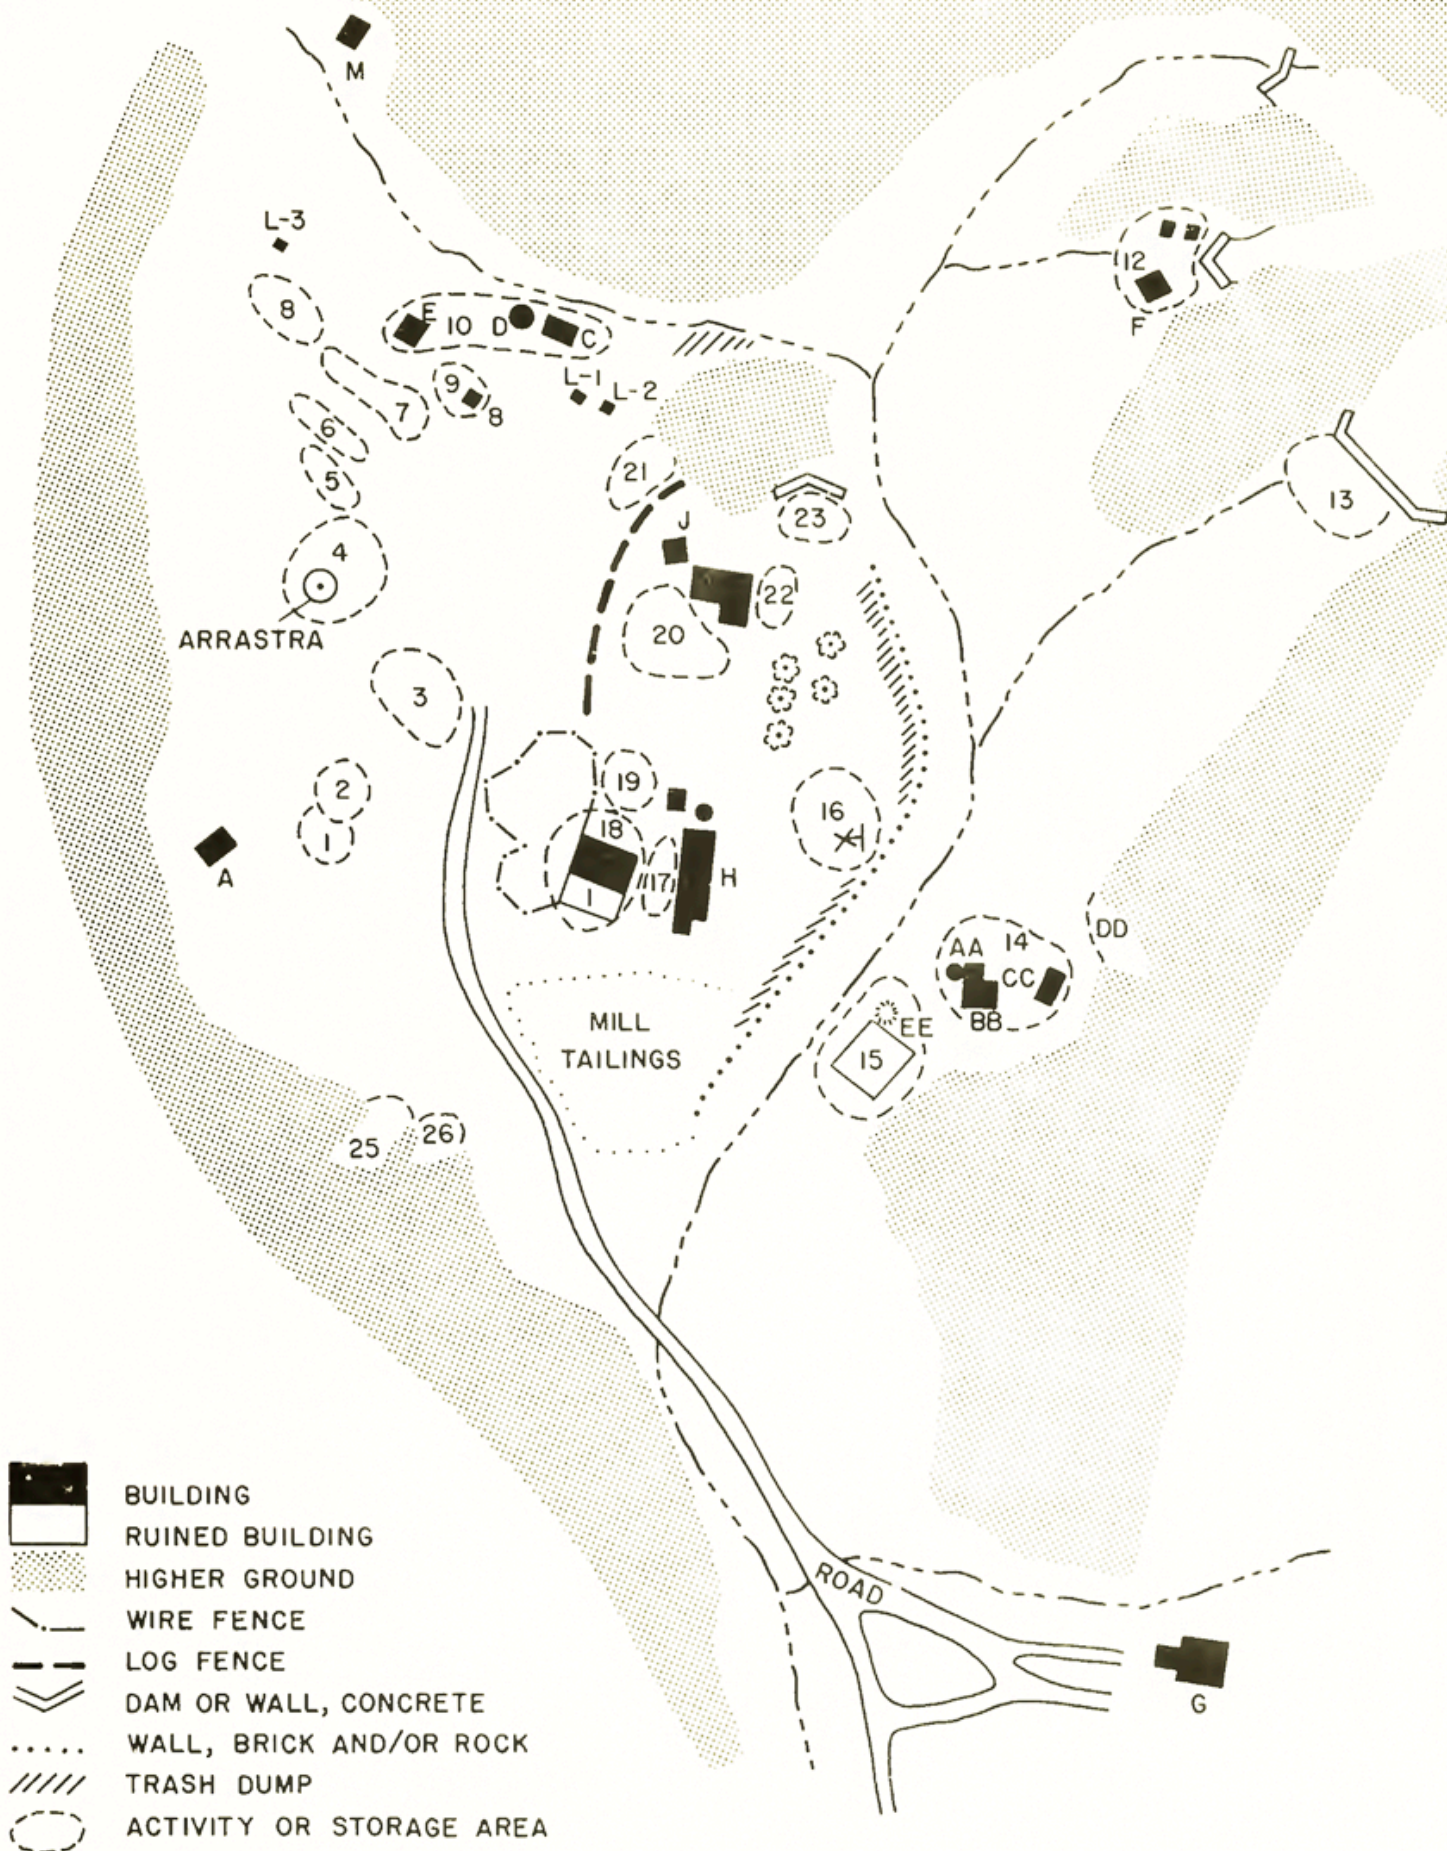 M
L-3
8
E 10 D C
12
F
9
8
L-1
L-2
7
6
5
21
13
23
J
4
22
20
ARRASTRA
3
19
2
16
18
1
17
H
I
A
DD
14
AA
CC
BB
EE
15
MILL
TAILINGS
25
26
ROAD
G
BUILDING
RUINED BUILDING
HIGHER GROUND
WIRE FENCE
LOG FENCE
DAM OR WALL, CONCRETE
WALL, BRICK AND/OR ROCK
TRASH DUMP
ACTIVITY OR STORAGE AREA